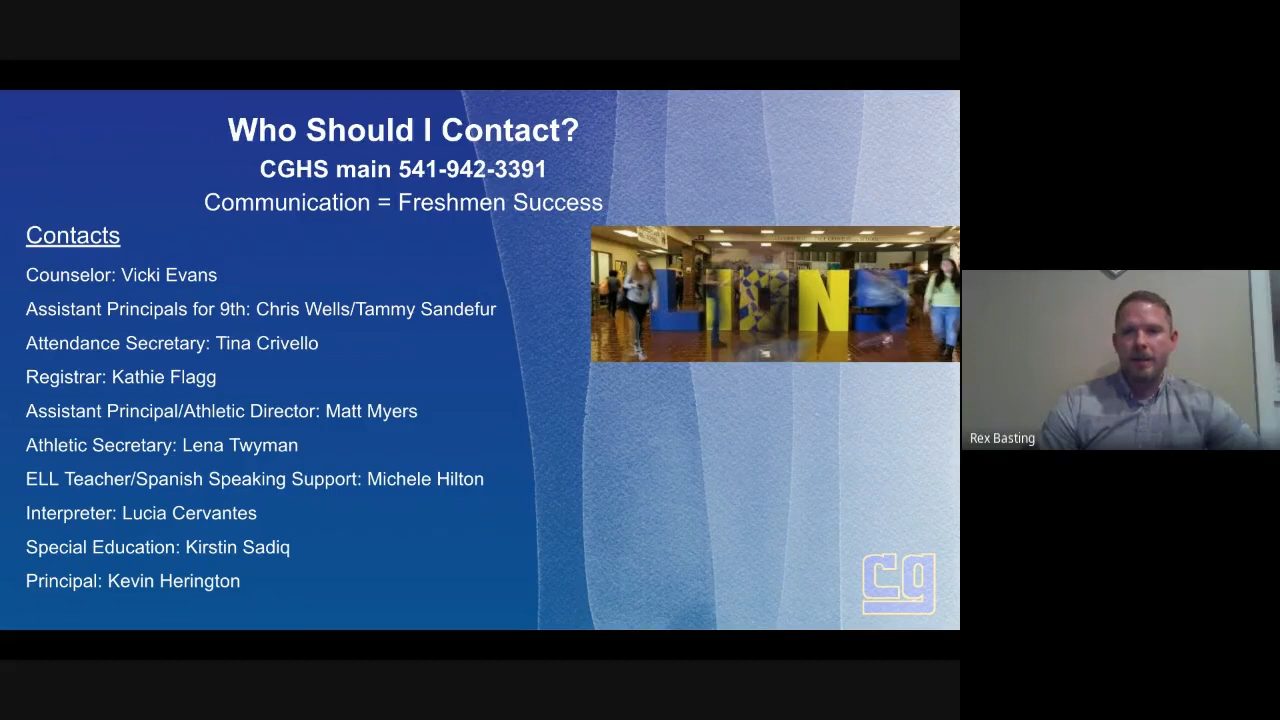 Who Should I Contact?
CGHS main 541-942-3391
Communication = Freshmen Success
Contacts
Counselor: Vicki Evans
Assistant Principals for 9th: Chris Wells/Tammy Sandefur
Attendance Secretary: Tina Crivello
Registrar: Kathie Flagg
Assistant Principal/Athletic Director: Matt Myers
Athletic Secretary: Lena Twyman
ELL Teacher/Spanish Speaking Support: Michele Hilton
Interpreter: Lucia Cervantes
Special Education: Kirstin Sadiq
Principal: Kevin Herington
LIONS
cg
Rex Basting